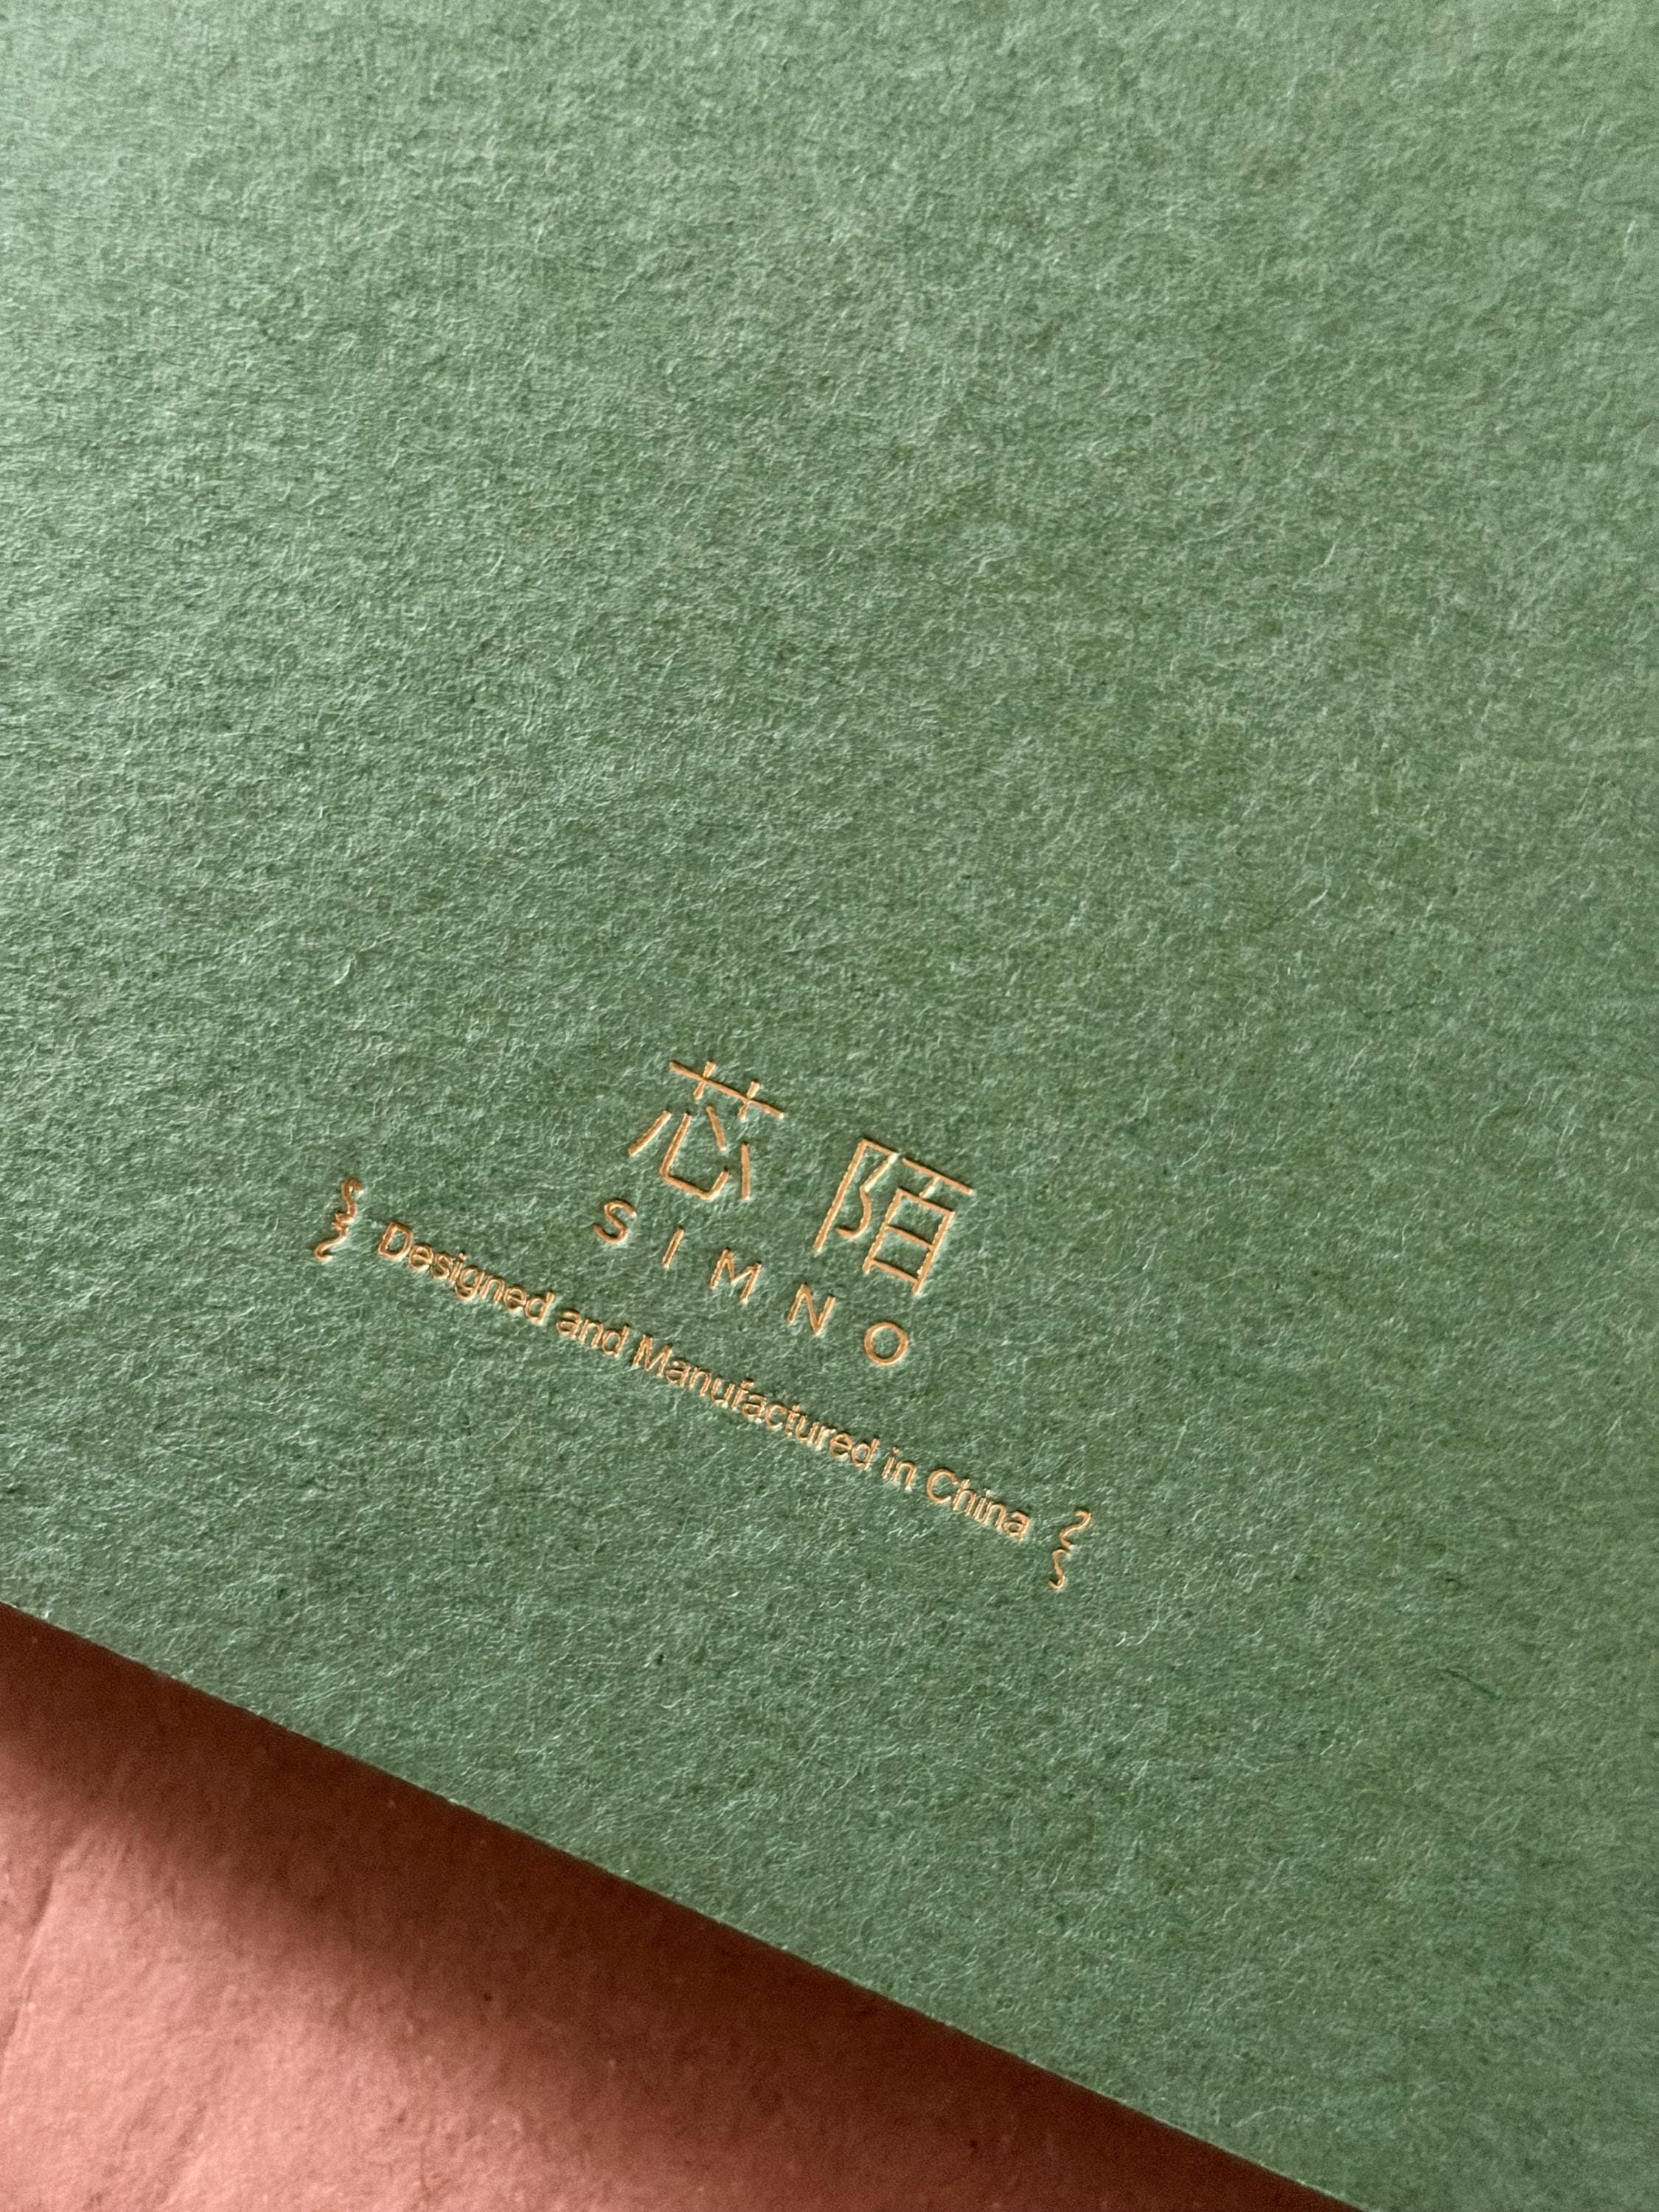 芯陌
SIMNO
Designed and Manufactured in China